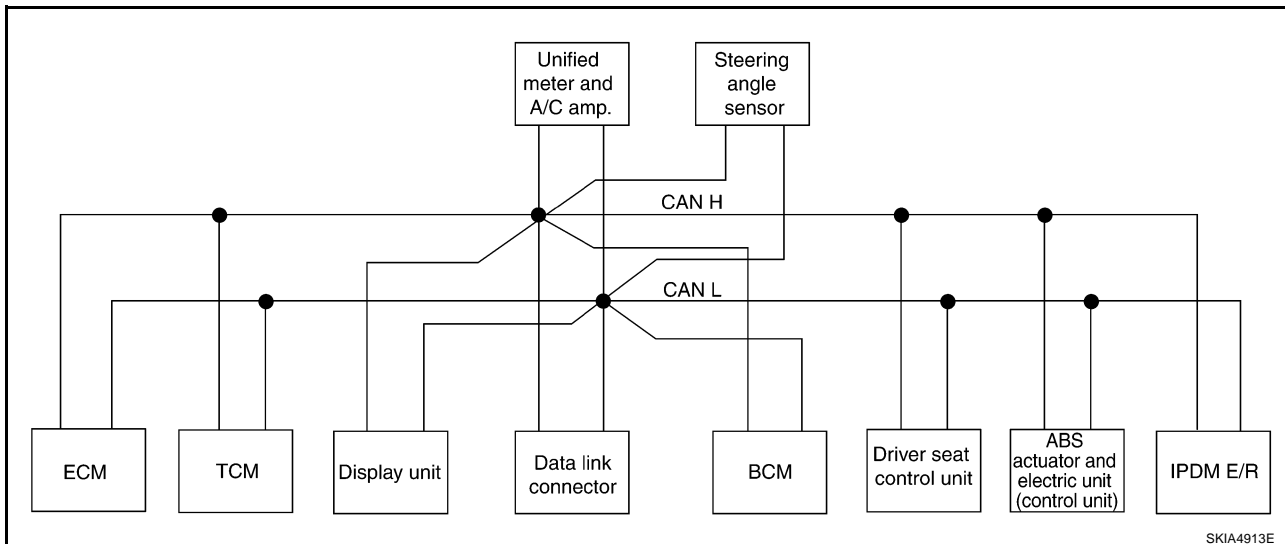 Unified
meter and
A/C amp.
Steering
angle
sensor
CAN H
CAN L
ECM
TCM
Display unit
Data link
connector
BCM
Driver seat
control unit
ABS
actuator and
electric unit
(control unit)
IPDM E/R
SKIA4913E